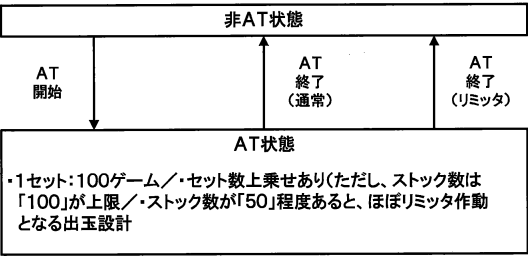 非AT状態
AT
開始
AT
終了
(通常)
AT
終了
(リミッタ)
AT状態
・1セット:100ゲーム/・セット数上乗せあり(ただし、ストック数は
「100」が上限/・ストック数が「50」程度あると、ほぼリミッタ作動
となる出玉設計